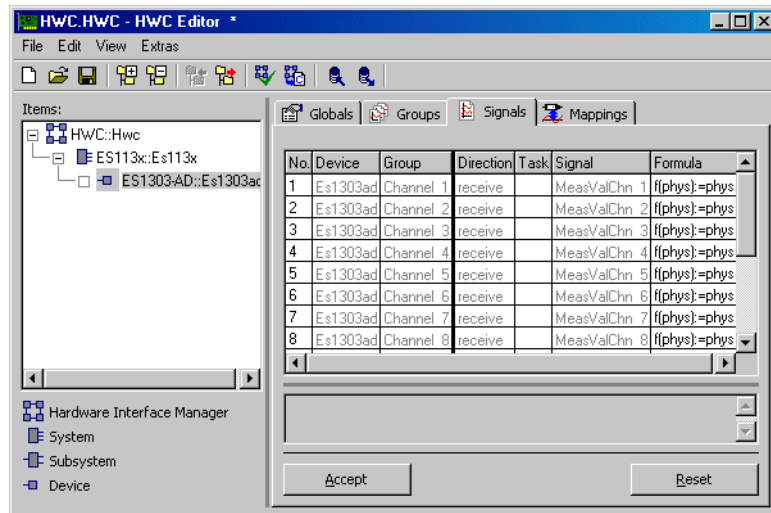 HWC.HWC - HWC Editor *
File Edit View Extras
Items:
HWC::Hwc
ES113x::Es113x
ES1303-AD::Es1303ad
Globals Groups Signals Mappings
No. Device Group Direction Task Signal Formula
1 Es1303ad Channel 1 receive MeasValChn 1 f(phys):=phys
2 Es1303ad Channel 2 receive MeasValChn 2 f(phys):=phys
3 Es1303ad Channel 3 receive MeasValChn 3 f(phys):=phys
4 Es1303ad Channel 4 receive MeasValChn 4 f(phys):=phys
5 Es1303ad Channel 5 receive MeasValChn 5 f(phys):=phys
6 Es1303ad Channel 6 receive MeasValChn 6 f(phys):=phys
7 Es1303ad Channel 7 receive MeasValChn 7 f(phys):=phys
8 Es1303ad Channel 8 receive MeasValChn 8 f(phys):=phys
Hardware Interface Manager
System
Subsystem
Device
Accept Reset